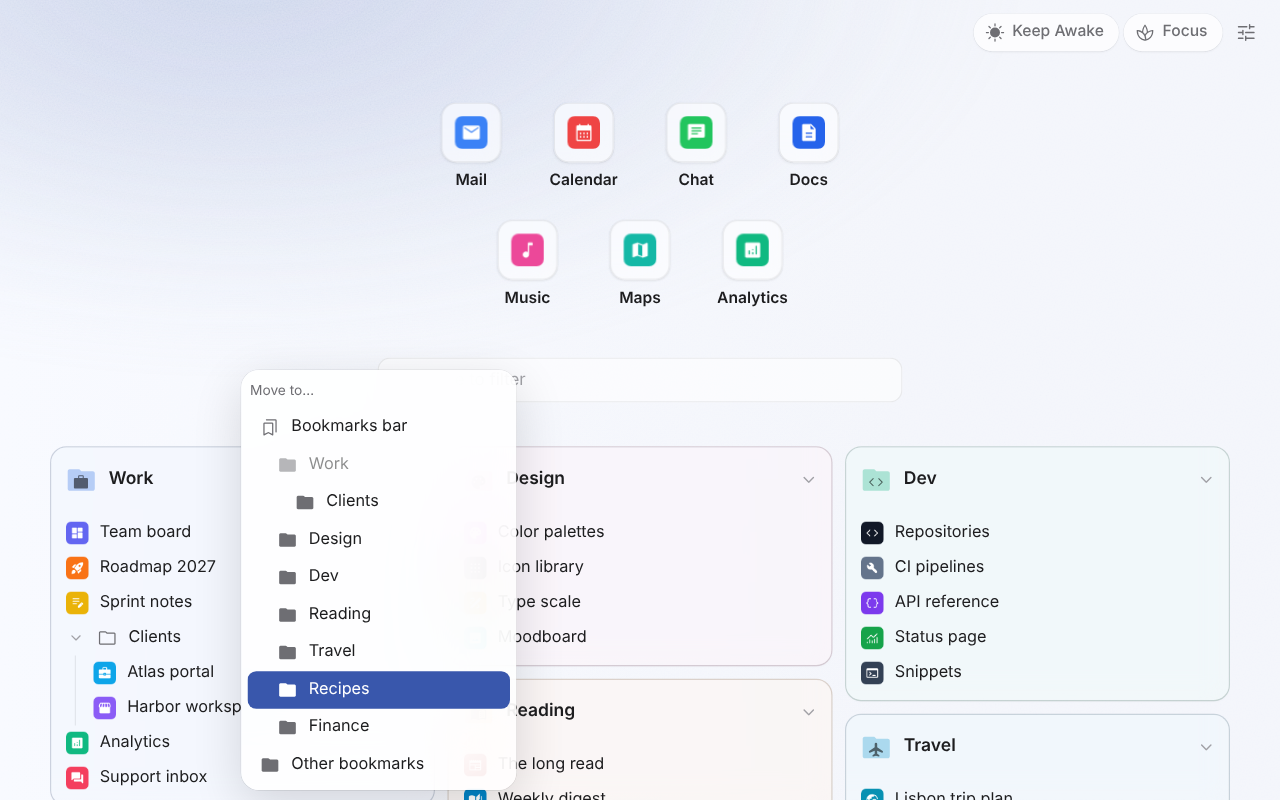 Keep Awake
Focus
Mail
Calendar
Chat
Docs
Music
Maps
Analytics
Move to...
Bookmarks bar
Work
Clients
Design
Dev
Reading
Travel
Recipes
Finance
Other bookmarks
Work
Team board
Roadmap 2027
Sprint notes
Clients
Atlas portal
Harbor worksp
Analytics
Support inbox
Design
Color palettes
Icon library
Type scale
Moodboard
Reading
The long read
Weekly digest
Dev
Repositories
CI pipelines
API reference
Status page
Snippets
Travel
Lisbon trip plan